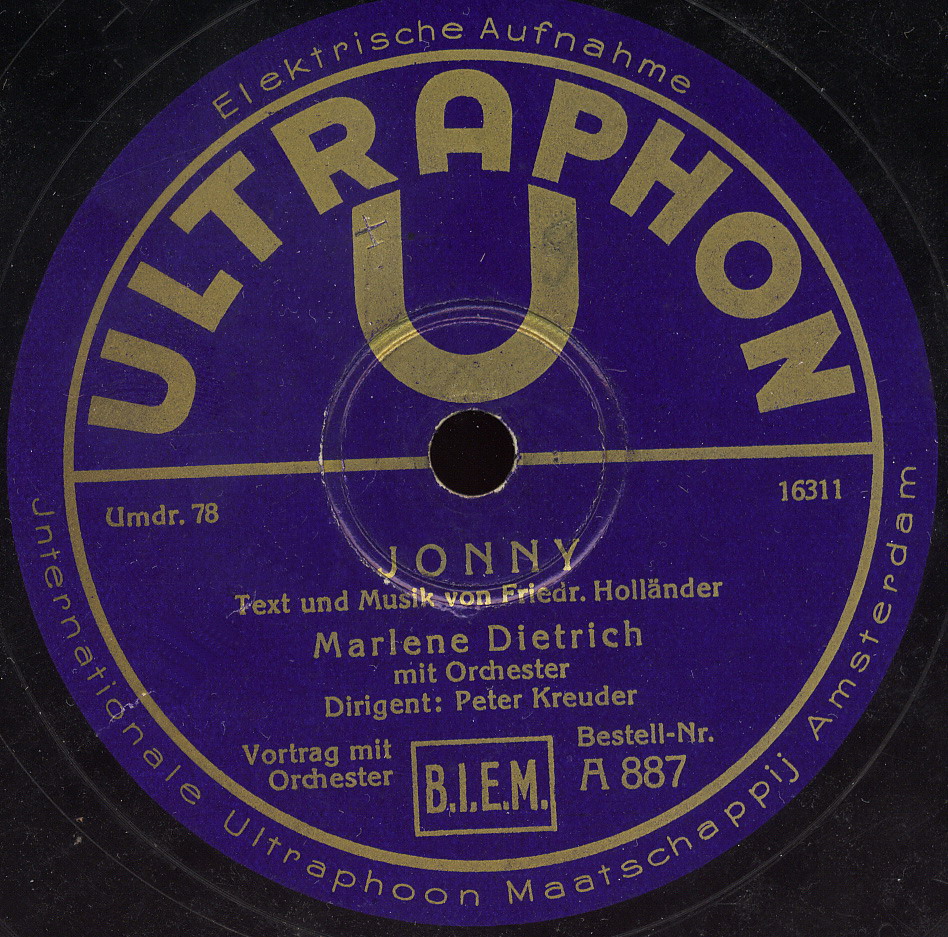 Elektrische Aufnahme
ULTRAPHON
U
Umdr. 78
16311
JONNY
Text und Musik von Friedr. Holländer
Marlene Dietrich
mit Orchester
Dirigent: Peter Kreuder
Vortrag mit
Orchester
B.I.E.M.
Bestell-Nr.
A 887
Jnternationale Ultraphoon Maatschappij Amsterdam